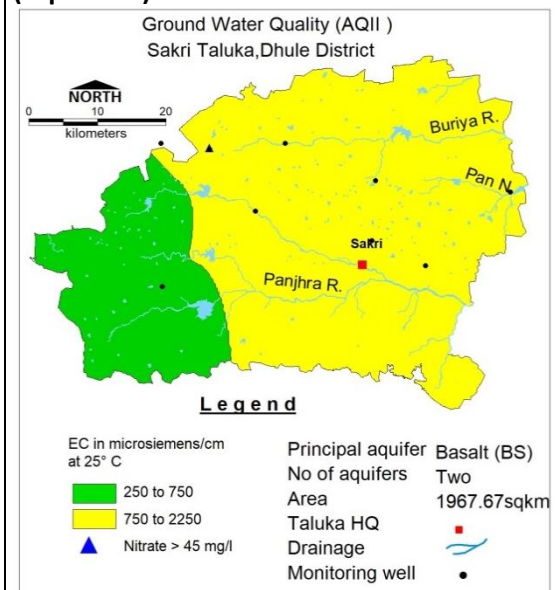 Ground Water Quality (AQII )
Sakri Taluka,Dhule District
NORTH
0 10 20
kilometers
Buriya R.
Pan N.
Sakri
Panjhra R.
Legend
EC in microsiemens/cm
at 25° C
250 to 750
750 to 2250
Nitrate > 45 mg/l
Principal aquifer Basalt (BS)
No of aquifers Two
Area 1967.67sqkm
Taluka HQ
Drainage
Monitoring well